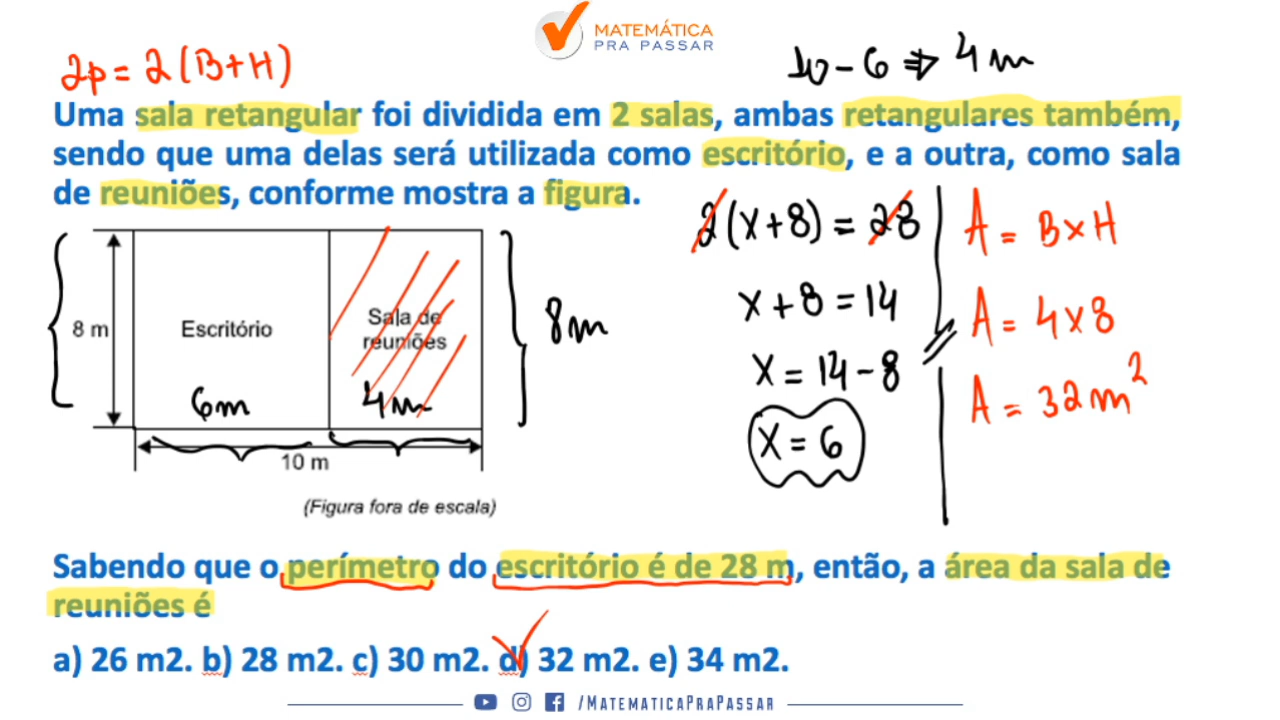 MATEMÁTICA
PRA PASSAR
2p = 2(B+H)
10 - 6 ⇒ 4m
Uma sala retangular foi dividida em 2 salas, ambas retangulares também,
sendo que uma delas será utilizada como escritório, e a outra, como sala
de reuniões, conforme mostra a figura.
8 m
Escritório
6m
Sala de
reuniões
4m
8m
10 m
(Figura fora de escala)
2(x+8) = 28
x + 8 = 14
x = 14 - 8
x = 6
A = B x H
A = 4 x 8
A = 32m²
Sabendo que o perímetro do escritório é de 28 m, então, a área da sala de
reuniões é
a) 26 m2. b) 28 m2. c) 30 m2. d) 32 m2. e) 34 m2.
/MatematicaPraPassar